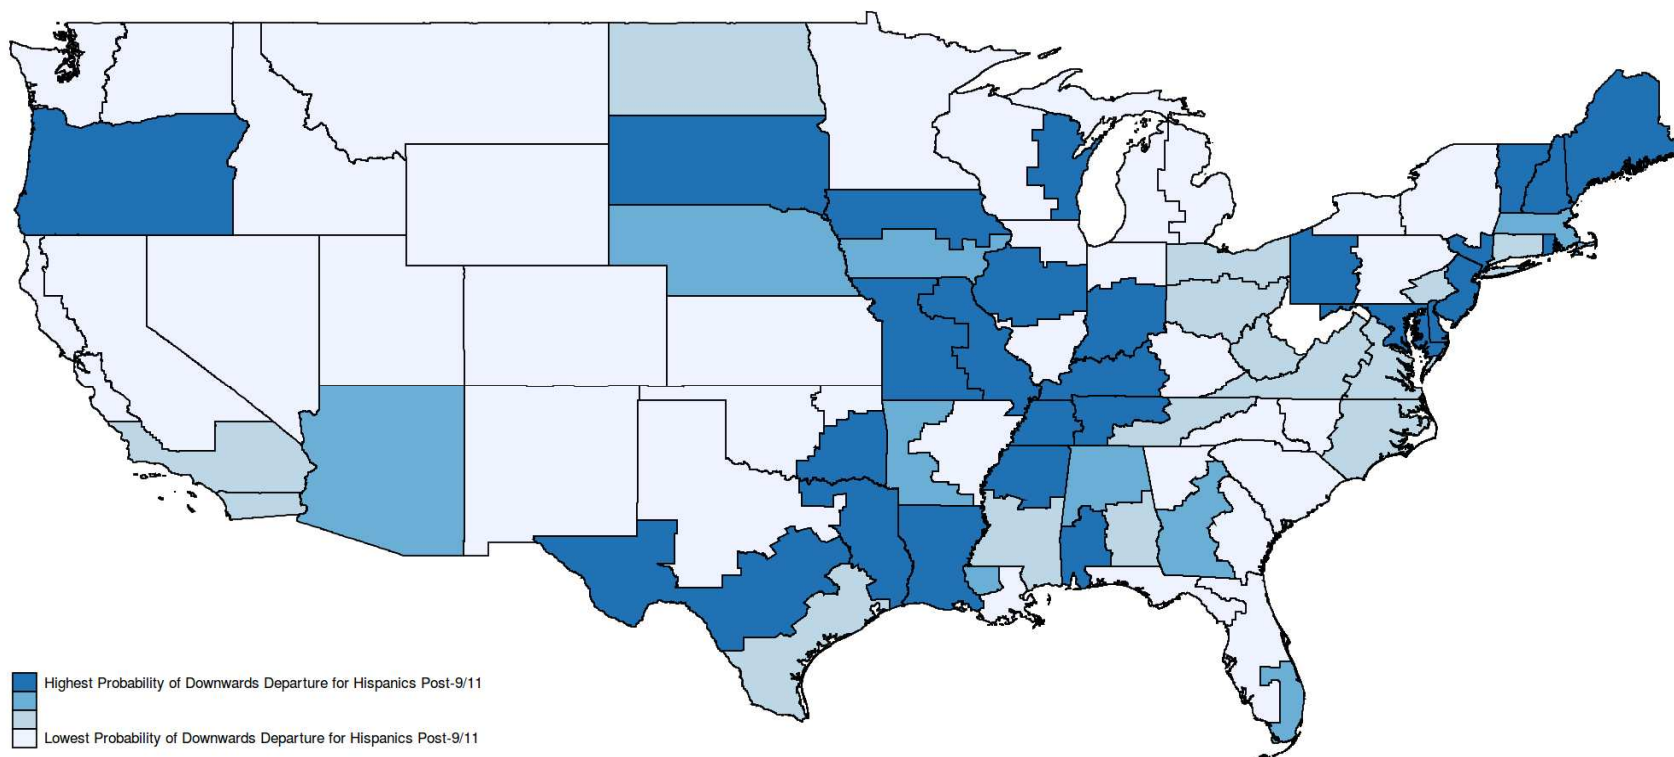 Highest Probability of Downwards Departure for Hispanics Post-9/11
Lowest Probability of Downwards Departure for Hispanics Post-9/11